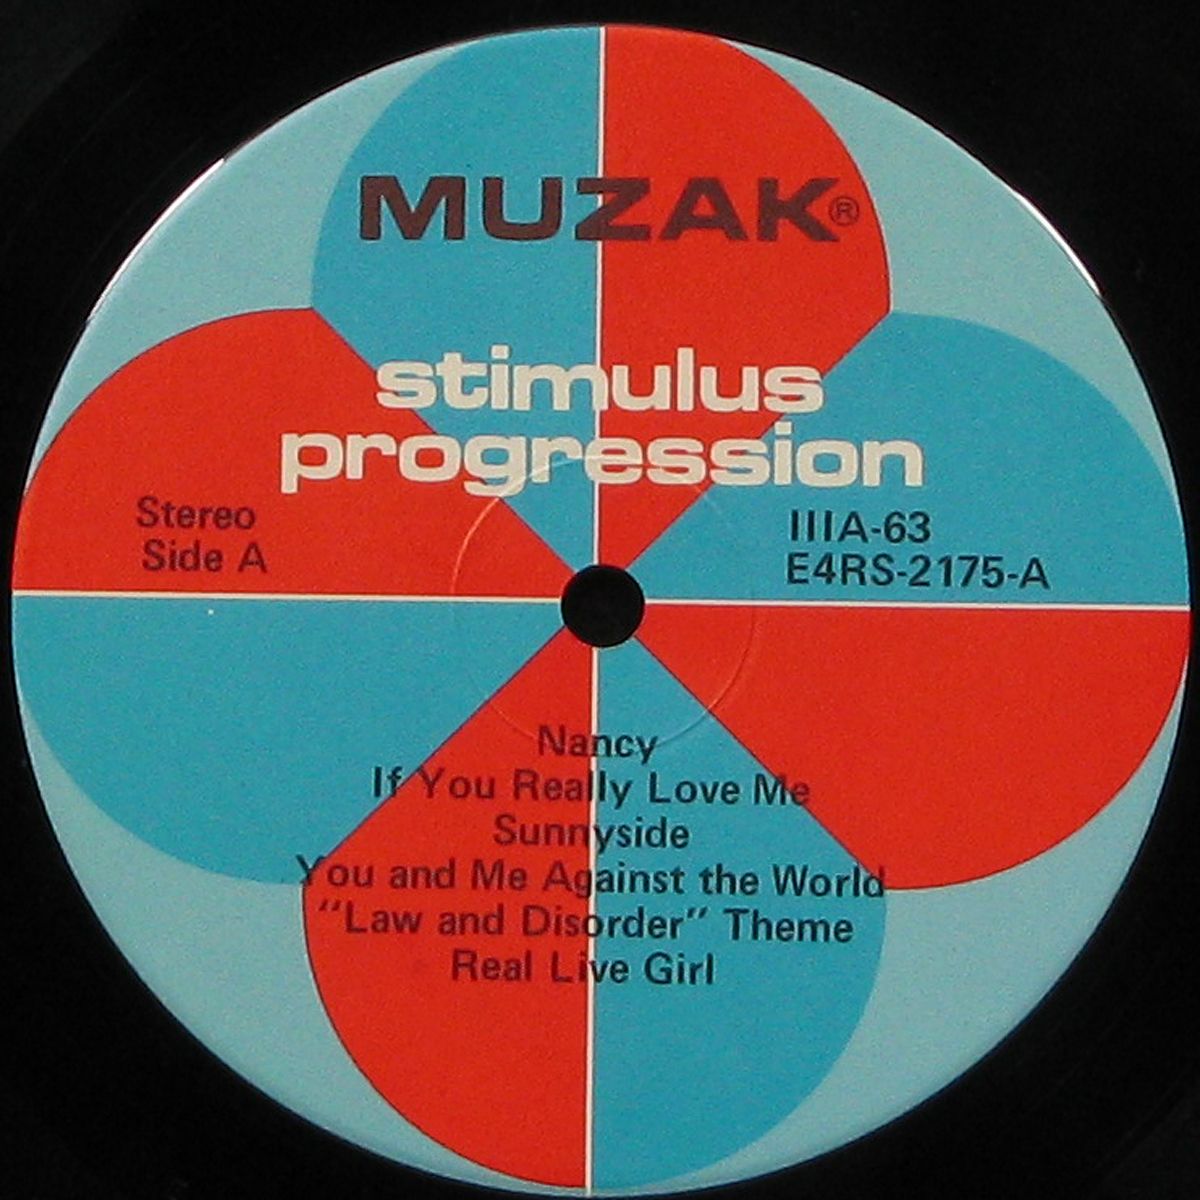 MUZAK®
stimulus
progression
Stereo
Side A
IIIA-63
E4RS-2175-A
Nancy
If You Really Love Me
Sunnyside
You and Me Against the World
“Law and Disorder” Theme
Real Live Girl